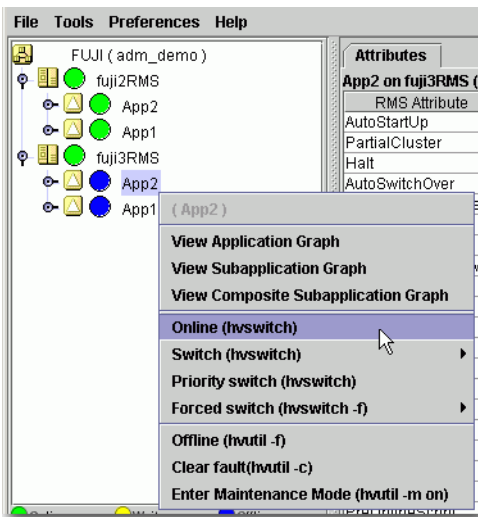 File Tools Preferences Help
FUJI ( adm_demo )
fuji2RMS
App2
App1
fuji3RMS
App2
App1
Attributes
App2 on fuji3RMS (
RMS Attribute
AutoStartUp
PartialCluster
Halt
AutoSwitchOver
( App2 )
View Application Graph
View Subapplication Graph
View Composite Subapplication Graph
Online (hvswitch)
Switch (hvswitch)
Priority switch (hvswitch)
Forced switch (hvswitch -f)
Offline (hvutil -f)
Clear fault(hvutil -c)
Enter Maintenance Mode (hvutil -m on)
PreOnlineScript